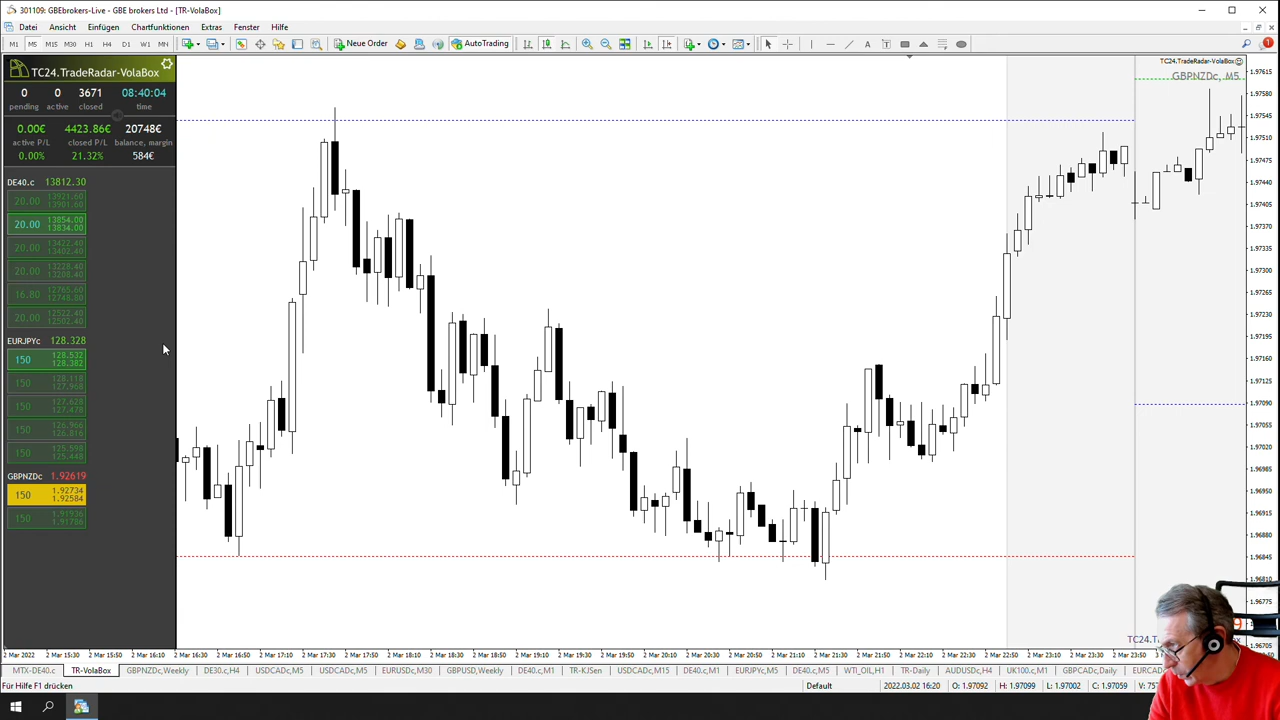 301109: GBEbrokers-Live - GBE brokers Ltd - [TR-VolaBox]
Datei Ansicht Einfügen Chartfunktionen Extras Fenster Hilfe
M1 M5 M15 M30 H1 H4 D1 W1 MN Neue Order AutoTrading
TC24.TradeRadar-VolaBox
0 0 3671 08:40:04
pending active closed time
0.00€ 4423.86€ 20748€
active P/L closed P/L balance, margin
0.00% 21.32% 584€
DE40.c 13812.30
20.00 13921.60
13901.60
20.00 13854.00
13834.00
20.00 13422.40
13402.40
20.00 13228.40
13208.40
16.80 12765.60
12748.80
20.00 12522.40
12502.40
EURJPYc 128.328
150 128.532
128.382
150 128.118
127.968
150 127.628
127.478
150 126.966
126.816
150 125.598
125.448
GBPNZDc 1.92619
150 1.92734
1.92584
150 1.91936
1.91786
TC24.TradeRadar-VolaBox
GBPNZDc, M5
1.97615
1.97580
1.97545
1.97510
1.97475
1.97440
1.97405
1.97370
1.97335
1.97300
1.97265
1.97230
1.97195
1.97160
1.97125
1.97090
1.97055
1.97020
1.96985
1.96950
1.96915
1.96880
1.96845
1.96810
1.96775
1.96705
TC24.T
2 Mar 2022 2 Mar 15:30 2 Mar 15:50 2 Mar 16:10 2 Mar 16:30 2 Mar 16:50 2 Mar 17:10 2 Mar 17:30 2 Mar 17:50 2 Mar 18:10 2 Mar 18:30 2 Mar 18:50 2 Mar 19:10 2 Mar 19:30 2 Mar 19:50 2 Mar 20:10 2 Mar 20:30 2 Mar 20:50 2 Mar 21:10 2 Mar 21:30 2 Mar 21:50 2 Mar 22:10 2 Mar 22:30 2 Mar 22:50 2 Mar 23:10 2 Mar 23:30 2 Mar 23:50
MTX-DE40.c TR-VolaBox GBPNZDc,Weekly DE30.c,H4 USDCADc,M5 USDCADc,M5 EURUSDc,M30 GBPUSD,Weekly DE40.c,M1 TR-KJSen USDCADc,M15 DE40.c,M1 EURJPYc,M5 DE40.c,M5 WTI_OIL,H1 TR-Daily AUDUSDc,H4 UK100.c,M1 GBPCADc,Daily EURCAD
Für Hilfe F1 drücken Default 2022.03.02 16:20 O: 1.97092 H: 1.97099 L: 1.97002 C: 1.97059 V: 75